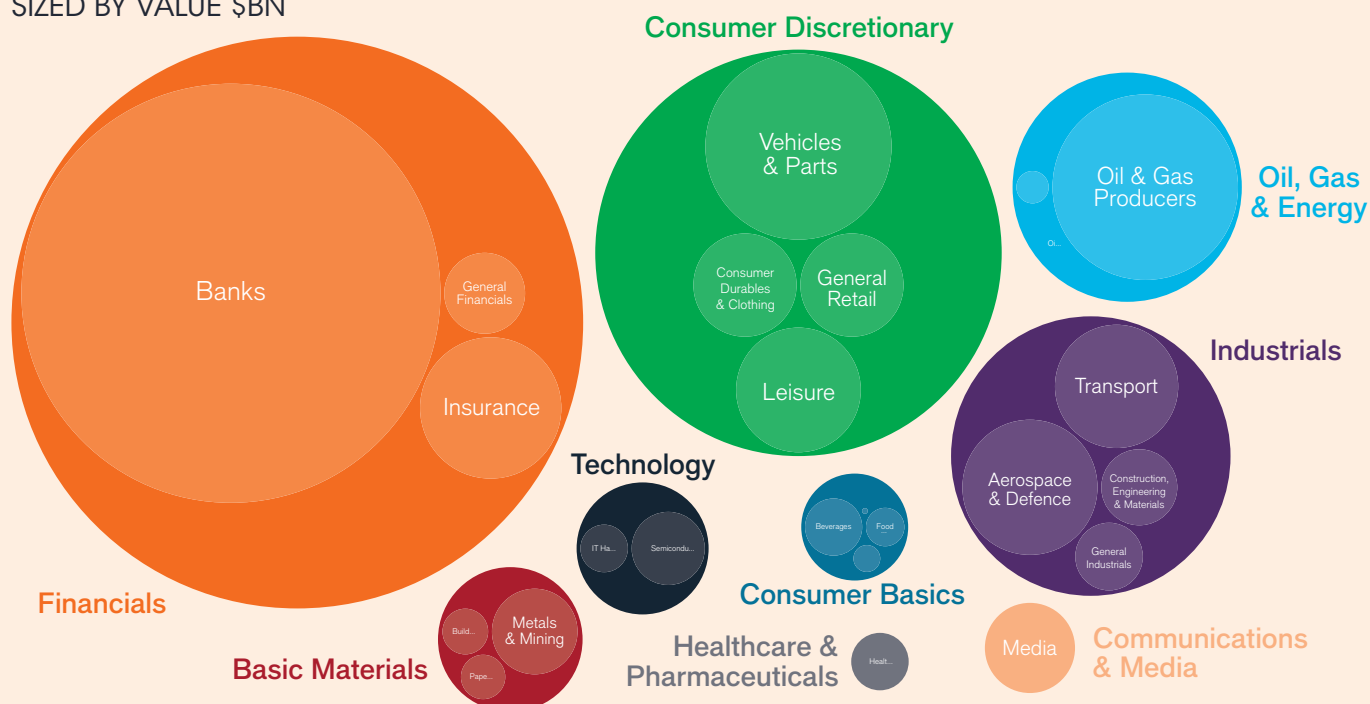 SIZED BY VALUE $BN
Consumer Discretionary
Vehicles
& Parts
Oil & Gas
Producers
Oil, Gas
& Energy
Oi...
Banks
General
Financials
Consumer
Durables
& Clothing
General
Retail
Insurance
Leisure
Industrials
Transport
Aerospace
& Defence
Construction,
Engineering
& Materials
General
Industrials
Technology
IT Ha...
Semicondu...
Beverages
Food
...
Consumer Basics
Financials
Metals
& Mining
Build...
Pape...
Basic Materials
Healthcare &
Pharmaceuticals
Healt...
Media
Communications
& Media